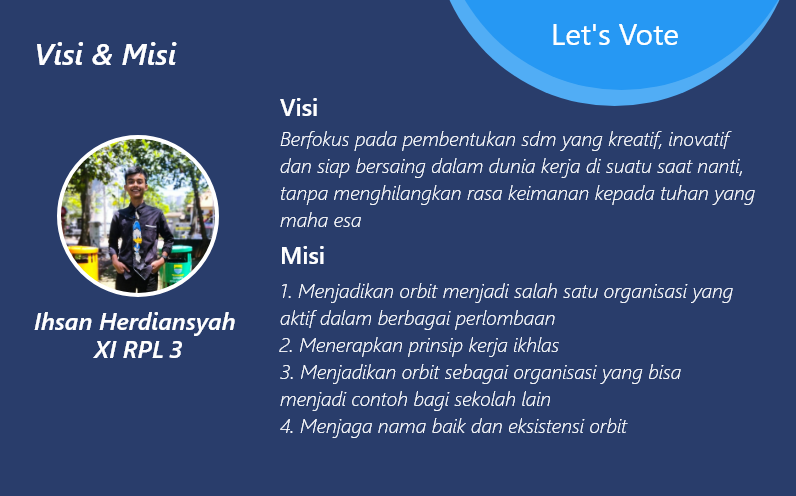 Let's Vote
Visi & Misi
Visi
Berfokus pada pembentukan sdm yang kreatif, inovatif
dan siap bersaing dalam dunia kerja di suatu saat nanti,
tanpa menghilangkan rasa keimanan kepada tuhan yang
maha esa
Misi
1. Menjadikan orbit menjadi salah satu organisasi yang
aktif dalam berbagai perlombaan
2. Menerapkan prinsip kerja ikhlas
3. Menjadikan orbit sebagai organisasi yang bisa
menjadi contoh bagi sekolah lain
4. Menjaga nama baik dan eksistensi orbit
Ihsan Herdiansyah
XI RPL 3